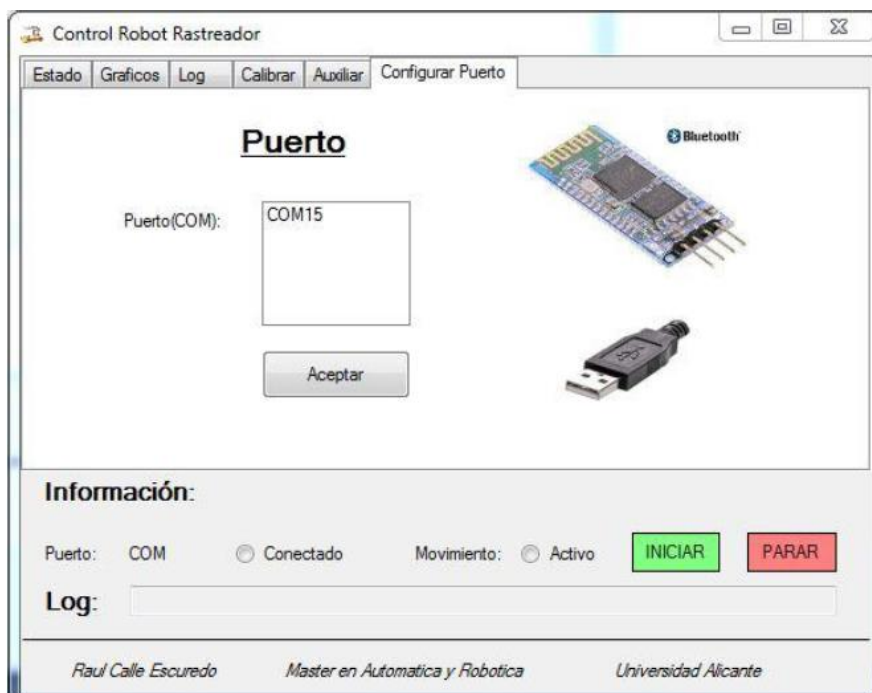 Control Robot Rastreador
Estado Graficos Log Calibrar Auxiliar Configurar Puerto
Puerto
Bluetooth
Puerto(COM): COM15
Aceptar
Información:
Puerto: COM Conectado Movimiento: Activo INICIAR PARAR
Log:
Raul Calle Escuredo Master en Automatica y Robotica Universidad Alicante